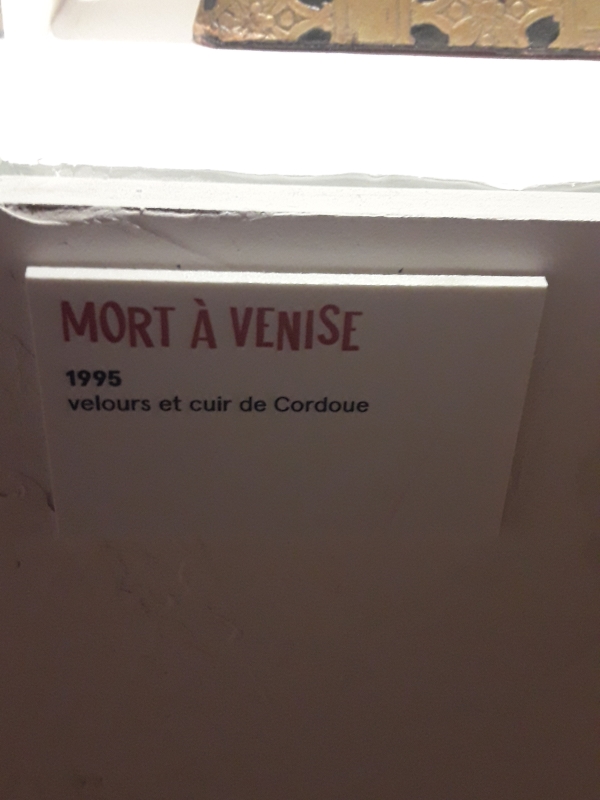 MORT À VENISE
1995
velours et cuir de Cordoue